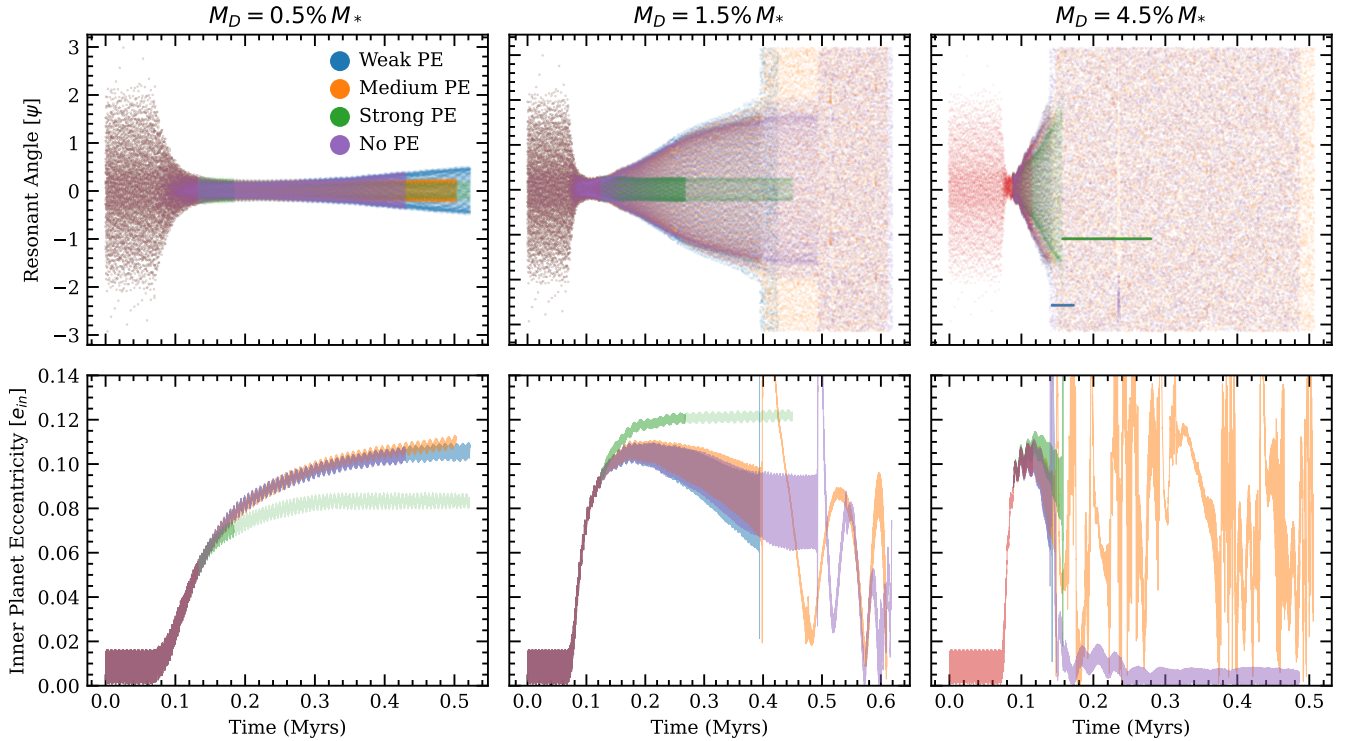 M_D = 0.5% M_*
M_D = 1.5% M_*
M_D = 4.5% M_*
Resonant Angle [ψ]
3
2
1
0
−1
−2
−3
Weak PE
Medium PE
Strong PE
No PE
Inner Planet Eccentricity [e_in]
0.14
0.12
0.10
0.08
0.06
0.04
0.02
0.00
0.0 0.1 0.2 0.3 0.4 0.5
0.0 0.1 0.2 0.3 0.4 0.5 0.6
0.0 0.1 0.2 0.3 0.4 0.5
Time (Myrs)
Time (Myrs)
Time (Myrs)